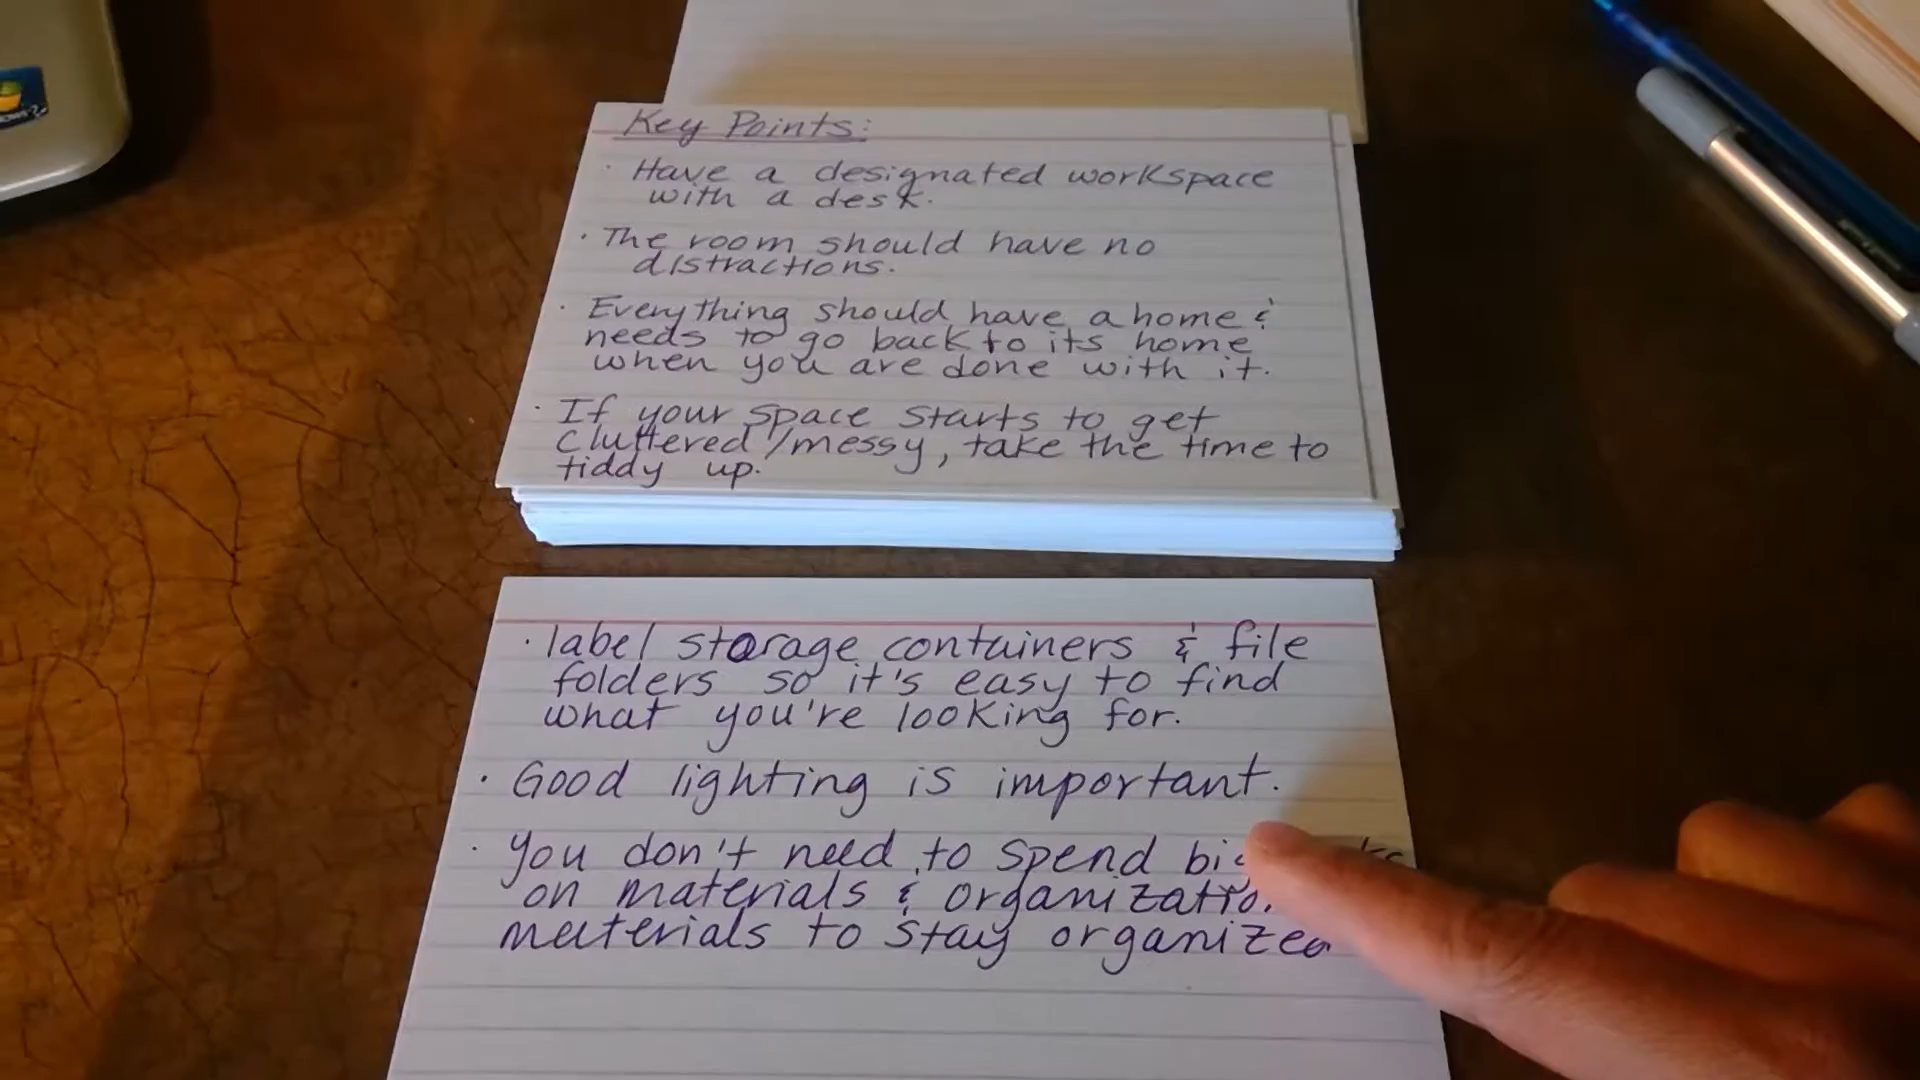 Key Points:
· Have a designated workspace
with a desk.
· The room should have no
distractions.
· Everything should have a home &
needs to go back to its home
when you are done with it.
· If your space starts to get
cluttered/messy, take the time to
tiddy up.
· label storage containers & file
folders so it's easy to find
what you're looking for.
· Good lighting is important.
· you don't need to spend
on materials &
materials to stay